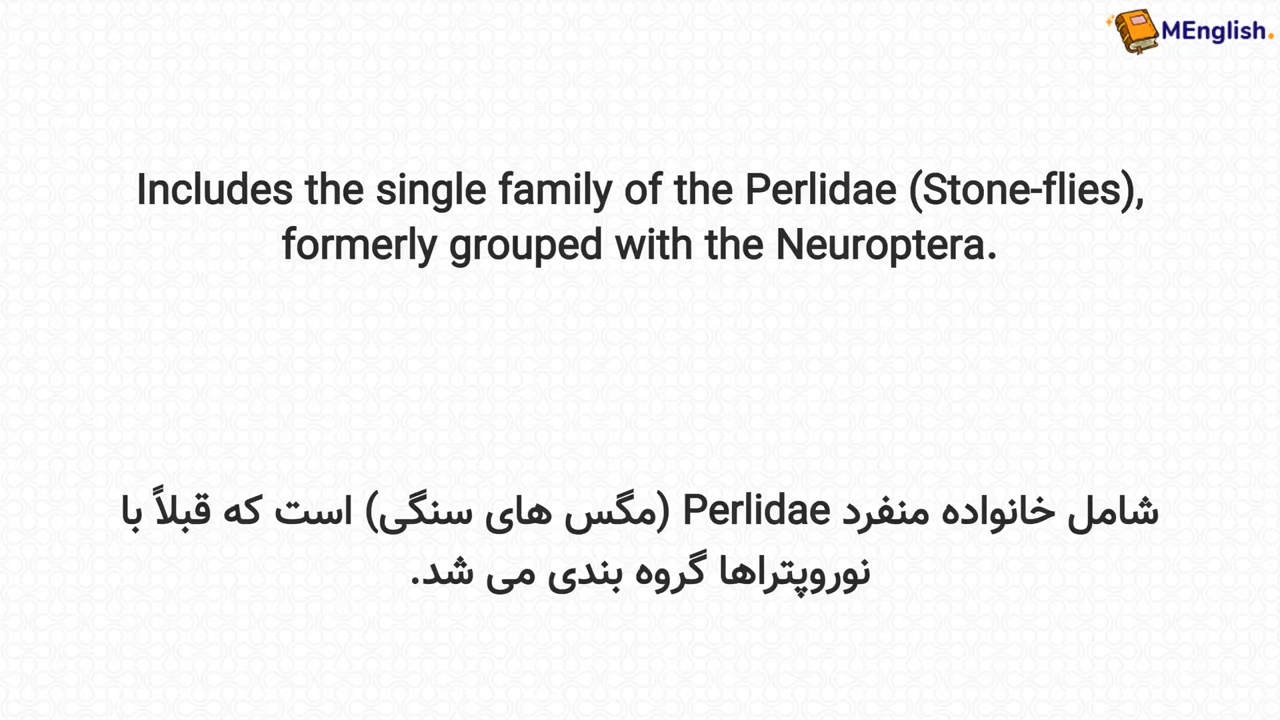 MEnglish.
Includes the single family of the Perlidae (Stone-flies),
formerly grouped with the Neuroptera.
شامل خانواده منفرد Perlidae (مگس های سنگی) است که قبلاً با
نوروپتراها گروه بندی می شد.